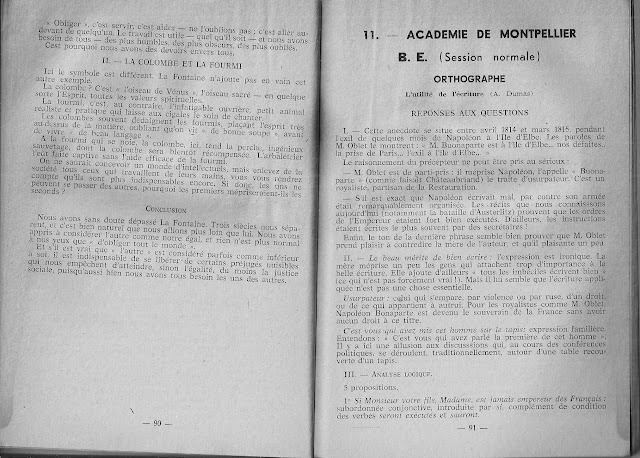 « Obliger », c'est servir, c'est aider — ne l'oublions pas ; c'est aller au-
devant de quelqu'un. Le travail est utile — quel qu'il soit — et nous avons
besoin de tous — des plus humbles, des plus obscurs, des plus oubliés.
C'est pourquoi nous avons des devoirs envers tous.
II. — LA COLOMBE ET LA FOURMI
Ici le symbole est différent. La Fontaine n'ajoute pas en vain cet
autre exemple.
La colombe ? C'est « l'oiseau de Vénus », l'oiseau sacré — en quelque
sorte l'Esprit, toutes les valeurs spirituelles.
La fourmi, c'est, au contraire, l'infatigable ouvrière, petit animal
réaliste et pratique qui laisse aux cigales le soin de chanter.
Les colombes souvent dédaignent les fourmis, plaçant l'esprit très
au-dessus de la matière, oubliant qu'on vit « de bonne soupe », avant
de vivre « de beau langage ».
A la fourmi qui se noie, la colombe, ici, tend la perche, ingénieux
sauvetage, dont la colombe sera bientôt récompensée. L'arbalétrier
l'eût faite captive sans l'aide efficace de la fourmi.
On ne saurait concevoir un monde d'intellectuels, mais enlevez de la
société tous ceux qui travaillent de leurs mains, vous vous rendrez
compte qu'ils sont plus indispensables encore. Si donc, les uns ne
peuvent se passer des autres, pourquoi les premiers mépriseraient-ils les
seconds ?
CONCLUSION
Nous avons sans doute dépassé La Fontaine. Trois siècles nous sépa-
rent, et c'est bien naturel que nous allions plus loin que lui. Nous avons
appris à considérer l'autre comme notre égal, et rien n'est plus normal
à nos yeux que « d'obliger tout le monde ».
Et s'il est vrai que « l'autre » est considéré parfois comme inférieur
à soi, il est indispensable de se libérer de certains préjugés nuisibles
qui nous empêchent d'atteindre, sinon l'égalité, du moins la justice
sociale, puisqu'aussi bien nous avons tous besoin les uns des autres.
— 90 —
11. — ACADEMIE DE MONTPELLIER
B. E. (Session normale)
ORTHOGRAPHE
L'utilité de l'écriture (A. Dumas)
REPONSES AUX QUESTIONS
I. — Cette anecdote se situe entre avril 1814 et mars 1815, pendant
l'exil de quelques mois de Napoléon à l'Ile d'Elbe. Les paroles de
M. Oblet le montrent : « M. Buonaparte est à l'Ile d'Elbe... nos défaites..
la prise de Paris... l'exil à l'Ile d'Elbe. »
Le raisonnement du précepteur ne peut être pris au sérieux :
— M. Oblet est de parti-pris : il méprise Napoléon, l'appelle « Buona-
parte » (comme faisait Châteaubriand) le traite d'usurpateur. C'est un
royaliste, partisan de la Restauration.
— S'il est exact que Napoléon écrivait mal, par contre son armée
était remarquablement organisée. Les récits que nous connaissons
aujourd'hui (notamment la bataille d'Austerlitz) prouvent que les ordres
de l'Empereur étaient fort bien exécutés. D'ailleurs, les instructions
étaient écrites le plus souvent par des secrétaires !
Enfin, le ton de la dernière phrase semble bien prouver que M. Oblet
prend plaisir à contredire la mère de l'auteur, et qu'il plaisante un peu.
II. — Le beau mérite de bien écrire : l'expression est ironique. La
mère méprise un peu les gens qui attachent trop d'importance à la
belle écriture. Elle ajoute d'ailleurs « tous les imbéciles écrivent bien »
(ce qui n'est pas forcément vrai !). Mais il lui semble que l'écriture appli-
quée n'est pas une chose essentielle.
Usurpateur : celui qui s'empare, par violence ou par ruse, d'un droit,
ou de ce qui appartient à autrui. Pour les royalistes comme M. Oblet,
Napoléon Bonaparte est devenu le souverain de la France sans avoir
aucun droit à ce titre.
C'est vous qui avez mis cet homme sur le tapis: expression familière.
Entendons : « C'est vous qui avez parlé la première de cet homme ».
Il y a ici une allusion aux discusssions qui, au cours des conférences
politiques, se déroulent, traditionnellement, autour d'une table recou-
verte d'un tapis.
III. — ANALYSE LOGIQUE.
5 propositions.
1° Si Monsieur votre fils, Madame, est jamais empereur des Français :
subordonnée conjonctive, introduite par si, complément de condition
des verbes seront exécutés et sauront.
— 91 —